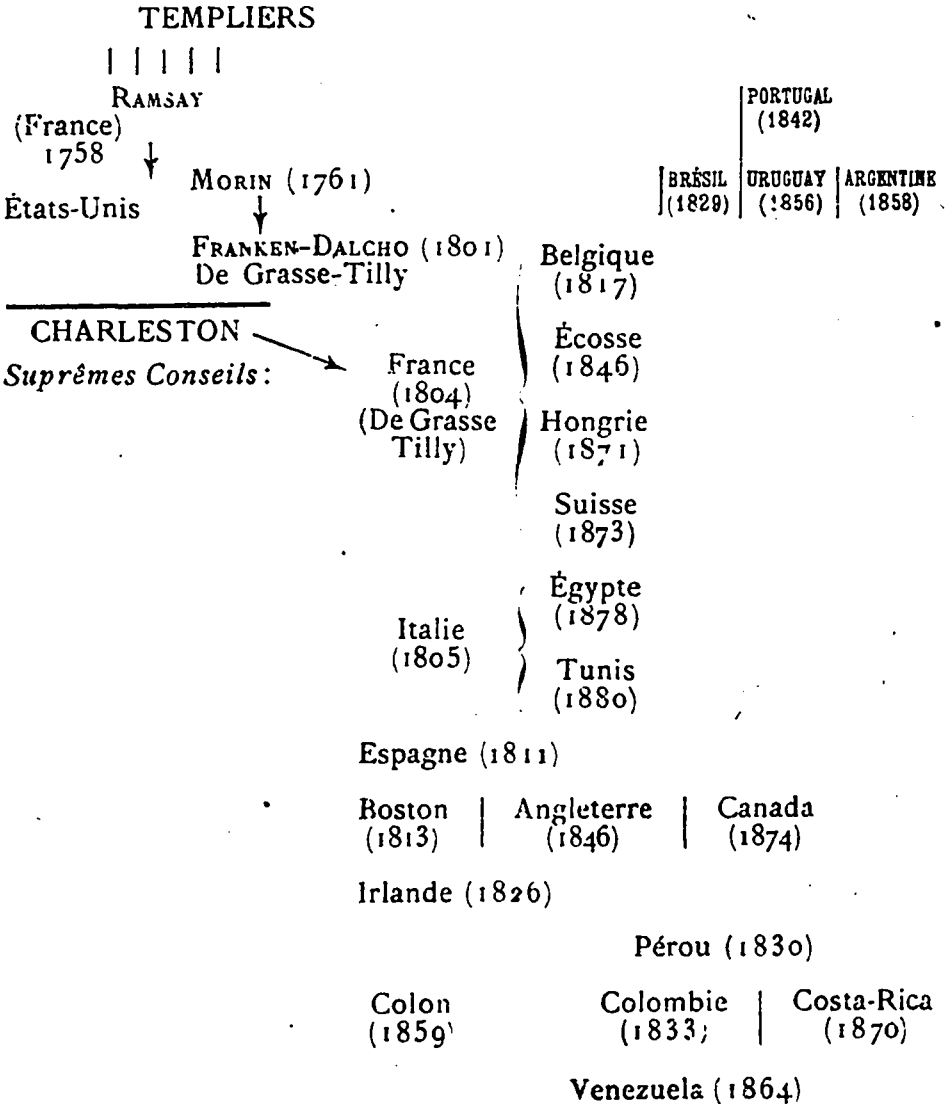 TEMPLIERS
RAMSAY
(France)
1758
États-Unis
MORIN (1761)
FRANKEN-DALCHO (1801)
De Grasse-Tilly
PORTUGAL
(1842)
BRÉSIL
(1829)
URUGUAY
(1856)
ARGENTINE
(1858)
CHARLESTON
Suprêmes Conseils:
France
(1804)
(De Grasse
Tilly)
Belgique
(1817)
Écosse
(1846)
Hongrie
(1871)
Suisse
(1873)
Italie
(1805)
Égypte
(1878)
Tunis
(1880)
Espagne (1811)
Boston
(1813)
Angleterre
(1846)
Canada
(1874)
Irlande (1826)
Pérou (1830)
Colon
(1859)
Colombie
(1833)
Costa-Rica
(1870)
Venezuela (1864)